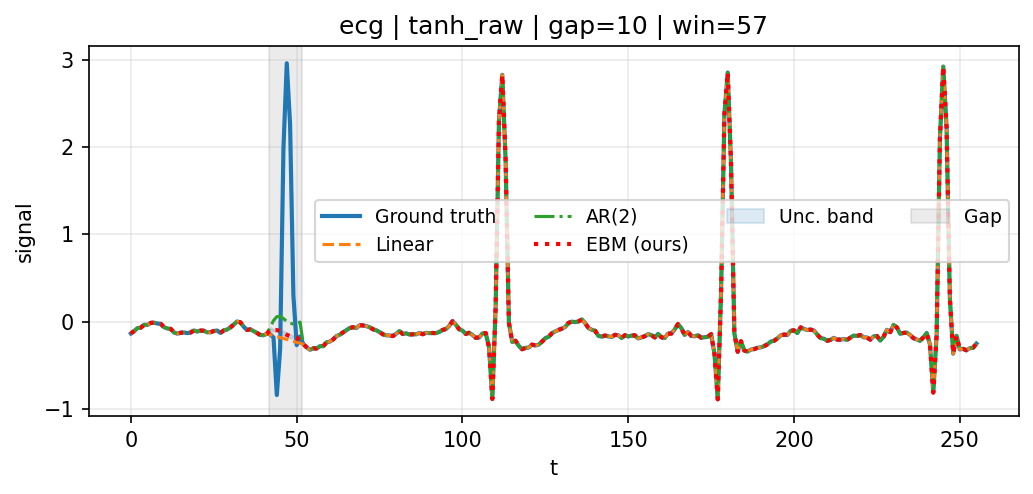 ecg | tanh_raw | gap=10 | win=57
3
2
1
0
−1
signal
Ground truth AR(2) Unc. band Gap
Linear EBM (ours)
0 50 100 150 200 250
t